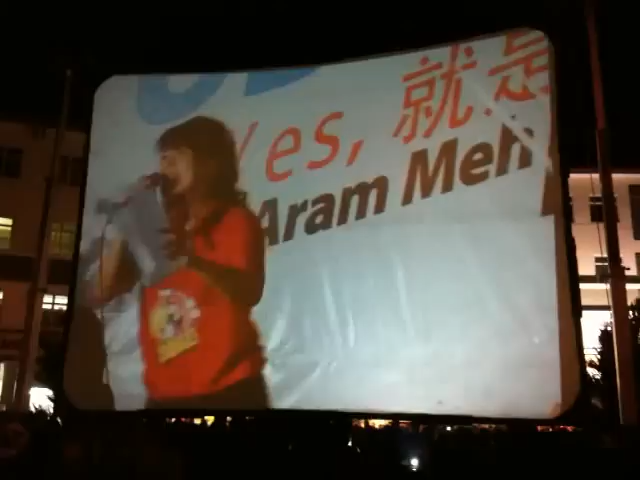 Yes, 就是
Aram Meh